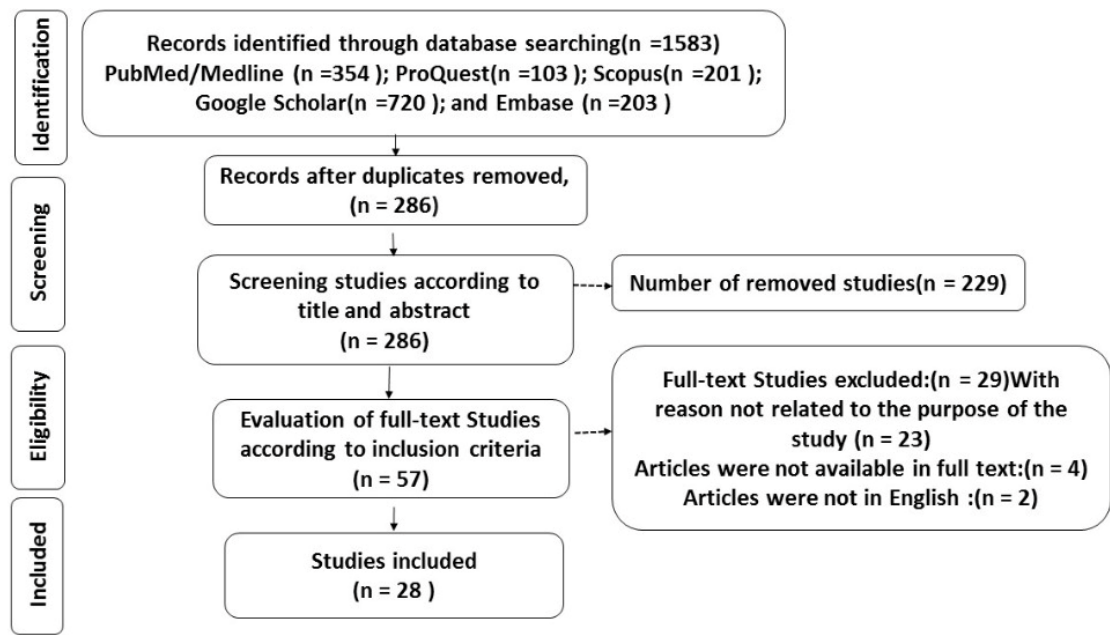 Identification
Records identified through database searching(n =1583)
PubMed/Medline (n =354 ); ProQuest(n =103 ); Scopus(n =201 );
Google Scholar(n =720 ); and Embase (n =203 )
Screening
Records after duplicates removed,
(n = 286)
Screening studies according to
title and abstract
(n = 286)
Number of removed studies(n = 229)
Eligibility
Evaluation of full-text Studies
according to inclusion criteria
(n = 57)
Full-text Studies excluded:(n = 29)With
reason not related to the purpose of the
study (n = 23)
Articles were not available in full text:(n = 4)
Articles were not in English :(n = 2)
Included
Studies included
(n = 28 )